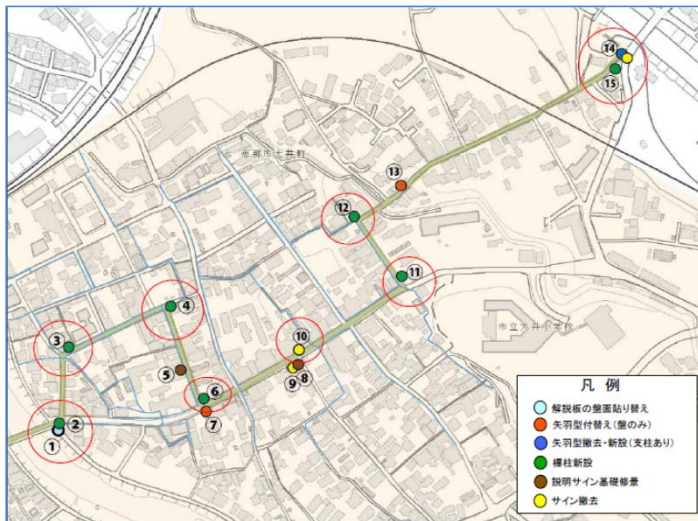 14
15
13
恵那市大井町
12
11
4
3
10
市立大井小学校
5
9
8
6
7
2
1
凡 例
解説板の盤面貼り替え
矢羽型付替え(盤のみ)
矢羽型撤去・新設(支柱あり)
標柱新設
説明サイン基礎修景
サイン撤去